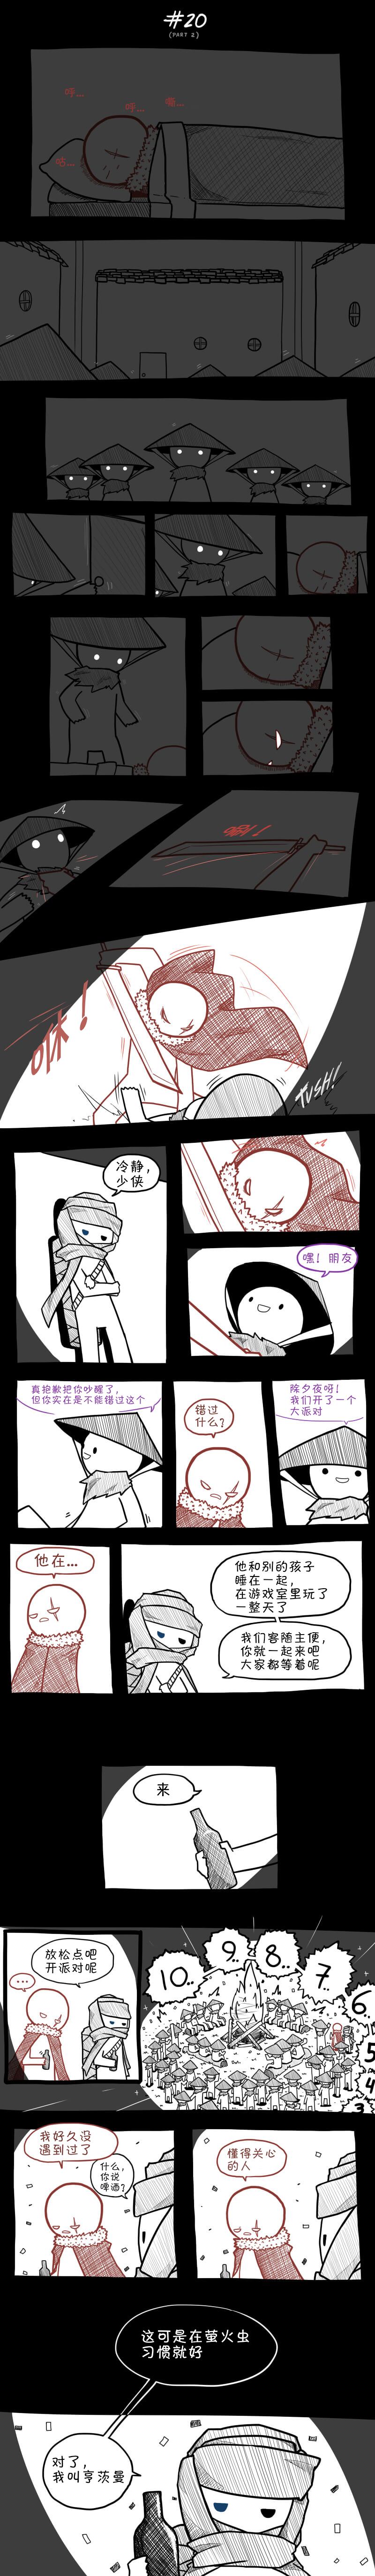 #20
(PART 2)
呼...
呼...
嘶...
咕...
唰！
咻！
TUSH!
冷静，
少侠
嘿！朋友
真抱歉把你吵醒了，
但你实在是不能错过这个
错过
什么？
除夕夜呀！
我们开了一个
大派对
他在...
他和别的孩子
睡在一起，
在游戏室里玩了
一整天了
我们客随主便，
你就一起来吧
大家都等着呢
来
放松点吧
开派对呢
...
10..
9..
8..
7..
6..
5
4
3
我好久没
遇到过了
什么，
你说
啤酒？
懂得关心
的人
这可是在萤火虫
习惯就好
对了，
我叫亨茨曼